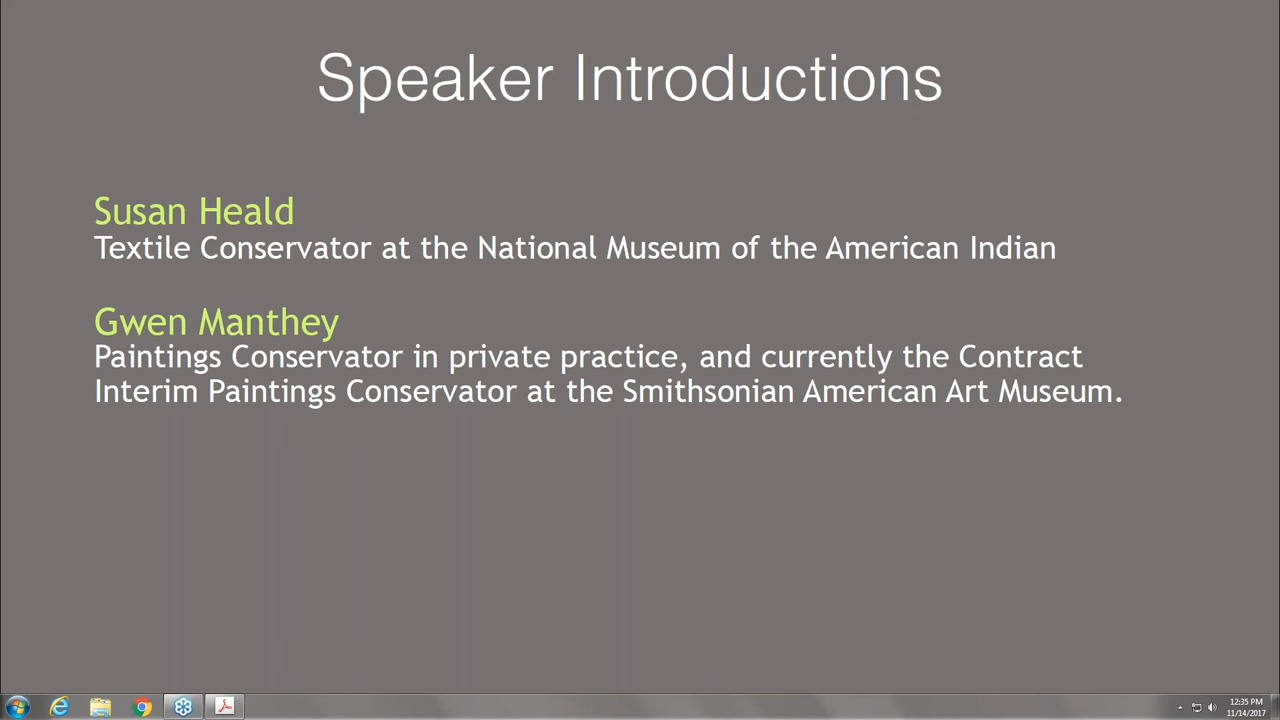 Speaker Introductions
Susan Heald
Textile Conservator at the National Museum of the American Indian
Gwen Manthey
Paintings Conservator in private practice, and currently the Contract
Interim Paintings Conservator at the Smithsonian American Art Museum.
12:35 PM
11/14/2017